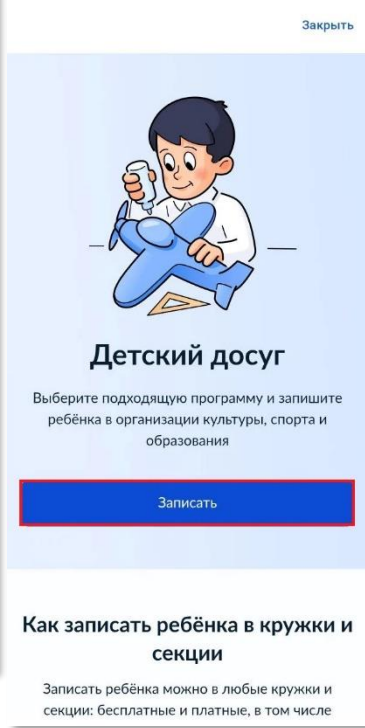 Закрыть
Детский досуг
Выберите подходящую программу и запишите
ребёнка в организации культуры, спорта и
образования
Записать
Как записать ребёнка в кружки и
секции
Записать ребёнка можно в любые кружки и
секции: бесплатные и платные, в том числе